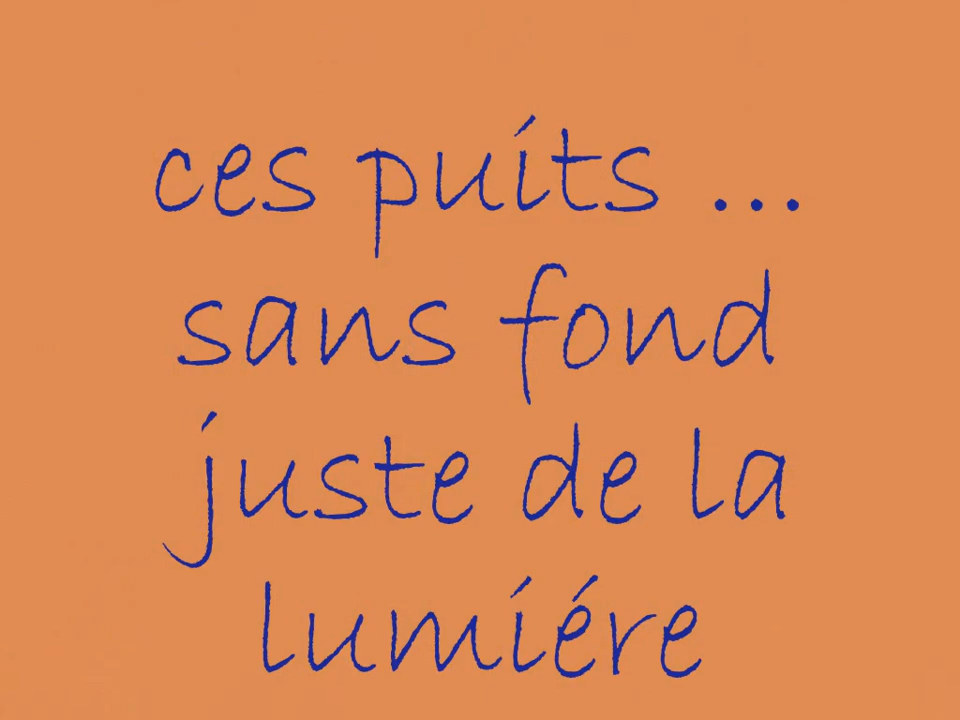 ces puits ...
sans fond
juste de la
lumiére